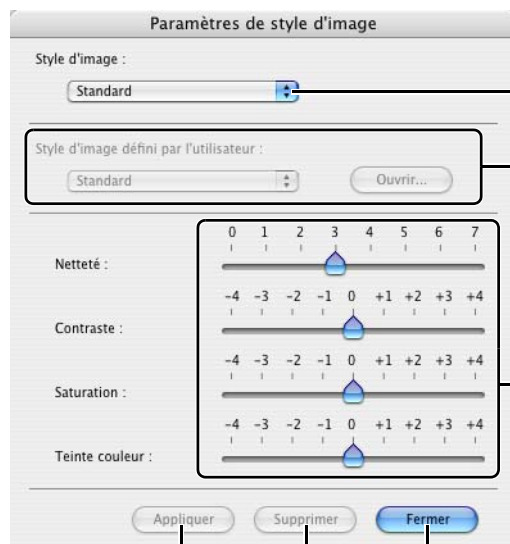 Paramètres de style d'image
Style d'image :
Standard
Style d'image défini par l'utilisateur :
Standard
Ouvrir...
0 1 2 3 4 5 6 7
Netteté :
-4 -3 -2 -1 0 +1 +2 +3 +4
Contraste :
-4 -3 -2 -1 0 +1 +2 +3 +4
Saturation :
-4 -3 -2 -1 0 +1 +2 +3 +4
Teinte couleur :
Appliquer Supprimer Fermer